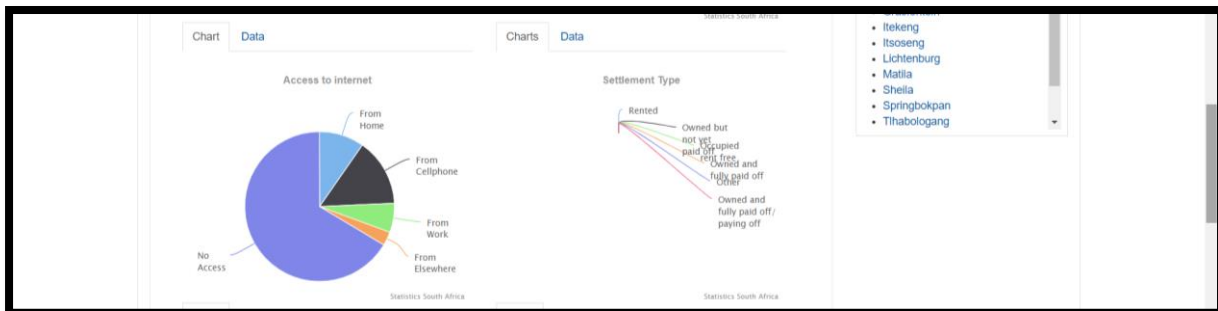 Statistics South Africa
Chart
Data
Charts
Data
Access to internet
From
Home
From
Cellphone
From
Work
From
Elsewhere
No
Access
Statistics South Africa
Settlement Type
Rented
Owned but
not yet
paid off
Occupied
rent free
Owned and
fully paid off
Other
Owned and
fully paid off/
paying off
Statistics South Africa
Itekeng
Itsoseng
Lichtenburg
Matila
Sheila
Springbokpan
Tlhabologang